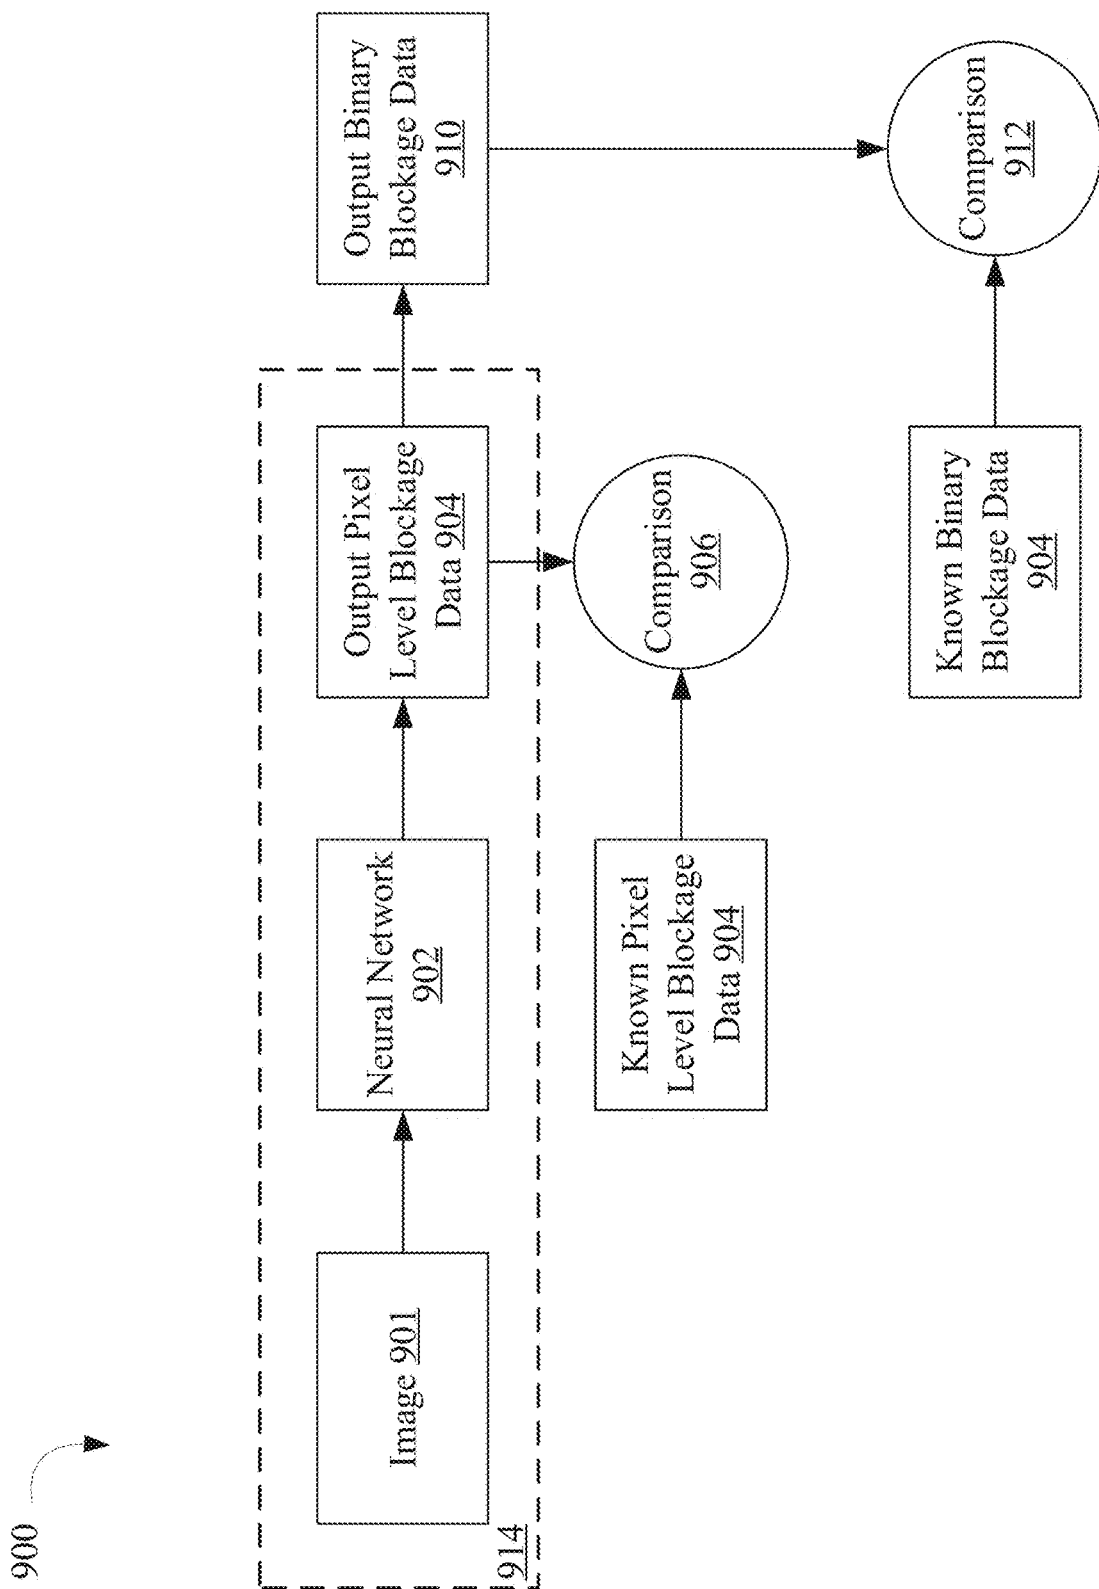 900
Image 901
Neural Network
902
Output Pixel
Level Blockage
Data 904
Output Binary
Blockage Data
910
914
Known Pixel
Level Blockage
Data 904
Comparison
906
Known Binary
Blockage Data
904
Comparison
912